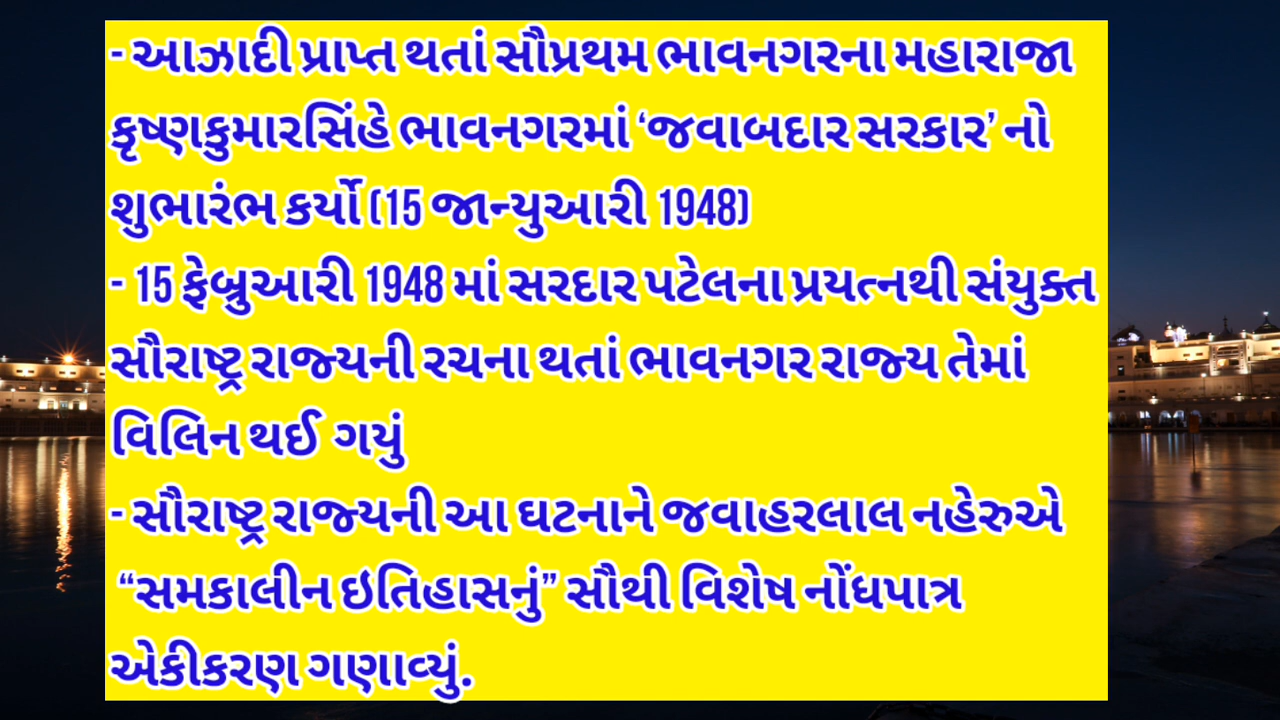 - આઝાદી પ્રાપ્ત થતાં સૌપ્રથમ ભાવનગરના મહારાજા
કૃષ્ણકુમારસિંહે ભાવનગરમાં ‘જવાબદાર સરકાર’ નો
શુભારંભ કર્યો (15 જાન્યુઆરી 1948)
- 15 ફેબ્રુઆરી 1948 માં સરદાર પટેલના પ્રયત્નથી સંયુક્ત
સૌરાષ્ટ્ર રાજ્યની રચના થતાં ભાવનગર રાજ્ય તેમાં
વિલિન થઈ ગયું
- સૌરાષ્ટ્ર રાજ્યની આ ઘટનાને જવાહરલાલ નહેરુએ
“સમકાલીન ઇતિહાસનું” સૌથી વિશેષ નોંધપાત્ર
એકીકરણ ગણાવ્યું.